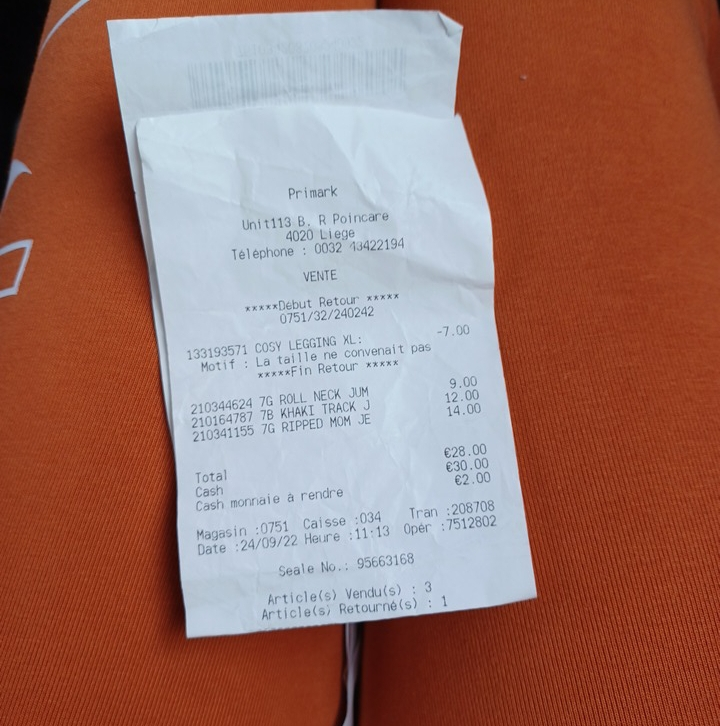 Primark
Unit113 B. R Poincare
4020 Liege
Téléphone : 0032 43422194
VENTE
*****Début Retour *****
0751/32/240242
133193571 COSY LEGGING XL: -7.00
Motif : La taille ne convenait pas
*****Fin Retour *****
210344624 7G ROLL NECK JUM 9.00
210164787 7B KHAKI TRACK J 12.00
210341155 7G RIPPED MOM JE 14.00
Total €28.00
Cash €30.00
Cash monnaie à rendre €2.00
Magasin :0751 Caisse :034 Tran :208708
Date :24/09/22 Heure :11:13 Oper :7512802
Seale No.: 95663168
Article(s) Vendu(s) : 3
Article(s) Retourné(s) : 1